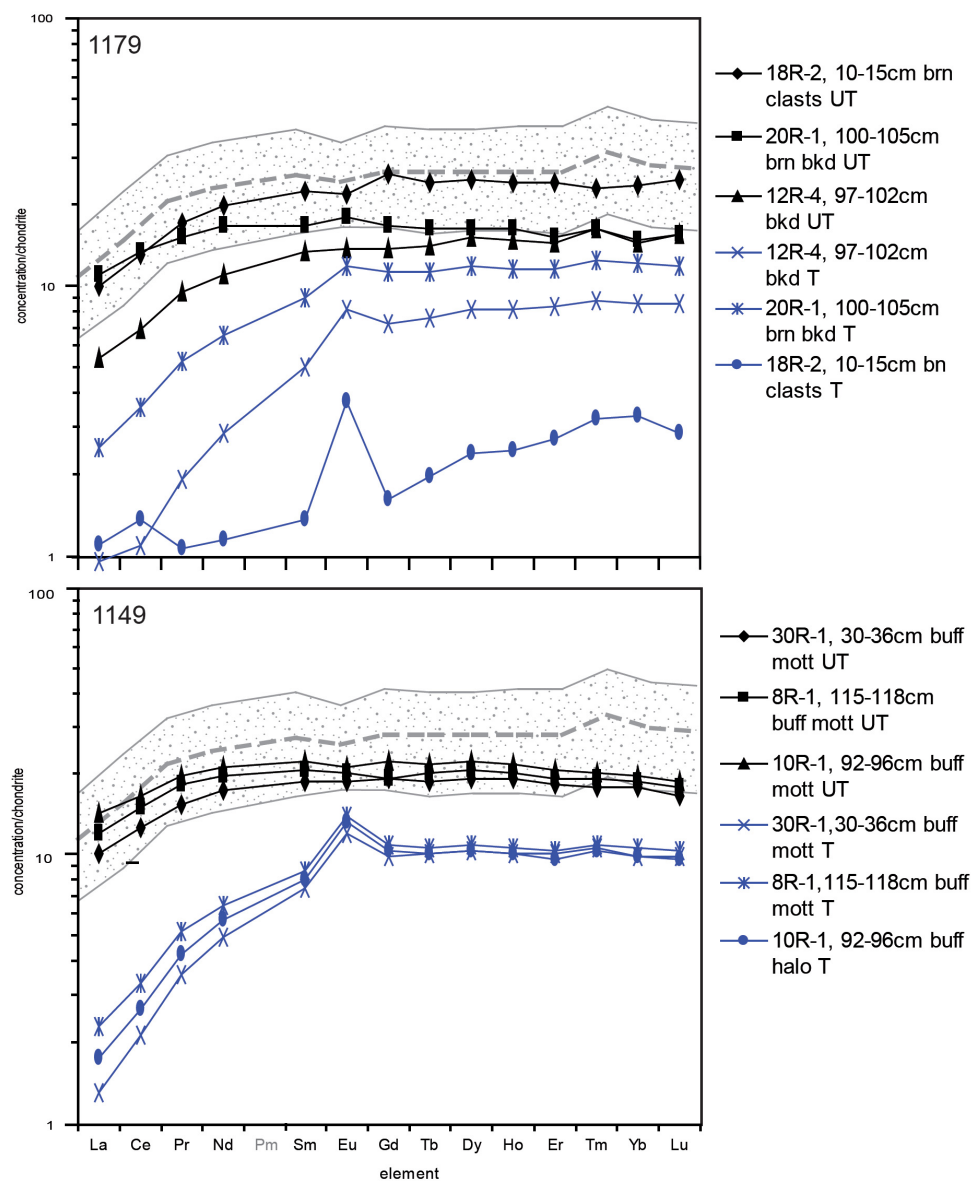 100
1179
10
1
concentration/chondrite
18R-2, 10-15cm brn
clasts UT
20R-1, 100-105cm
brn bkd UT
12R-4, 97-102cm
bkd UT
12R-4, 97-102cm
bkd T
20R-1, 100-105cm
brn bkd T
18R-2, 10-15cm bn
clasts T
100
1149
10
1
concentration/chondrite
La Ce Pr Nd Pm Sm Eu Gd Tb Dy Ho Er Tm Yb Lu
element
30R-1, 30-36cm buff
mott UT
8R-1, 115-118cm
buff mott UT
10R-1, 92-96cm buff
mott UT
30R-1,30-36cm buff
mott T
8R-1,115-118cm buff
mott T
10R-1, 92-96cm buff
halo T